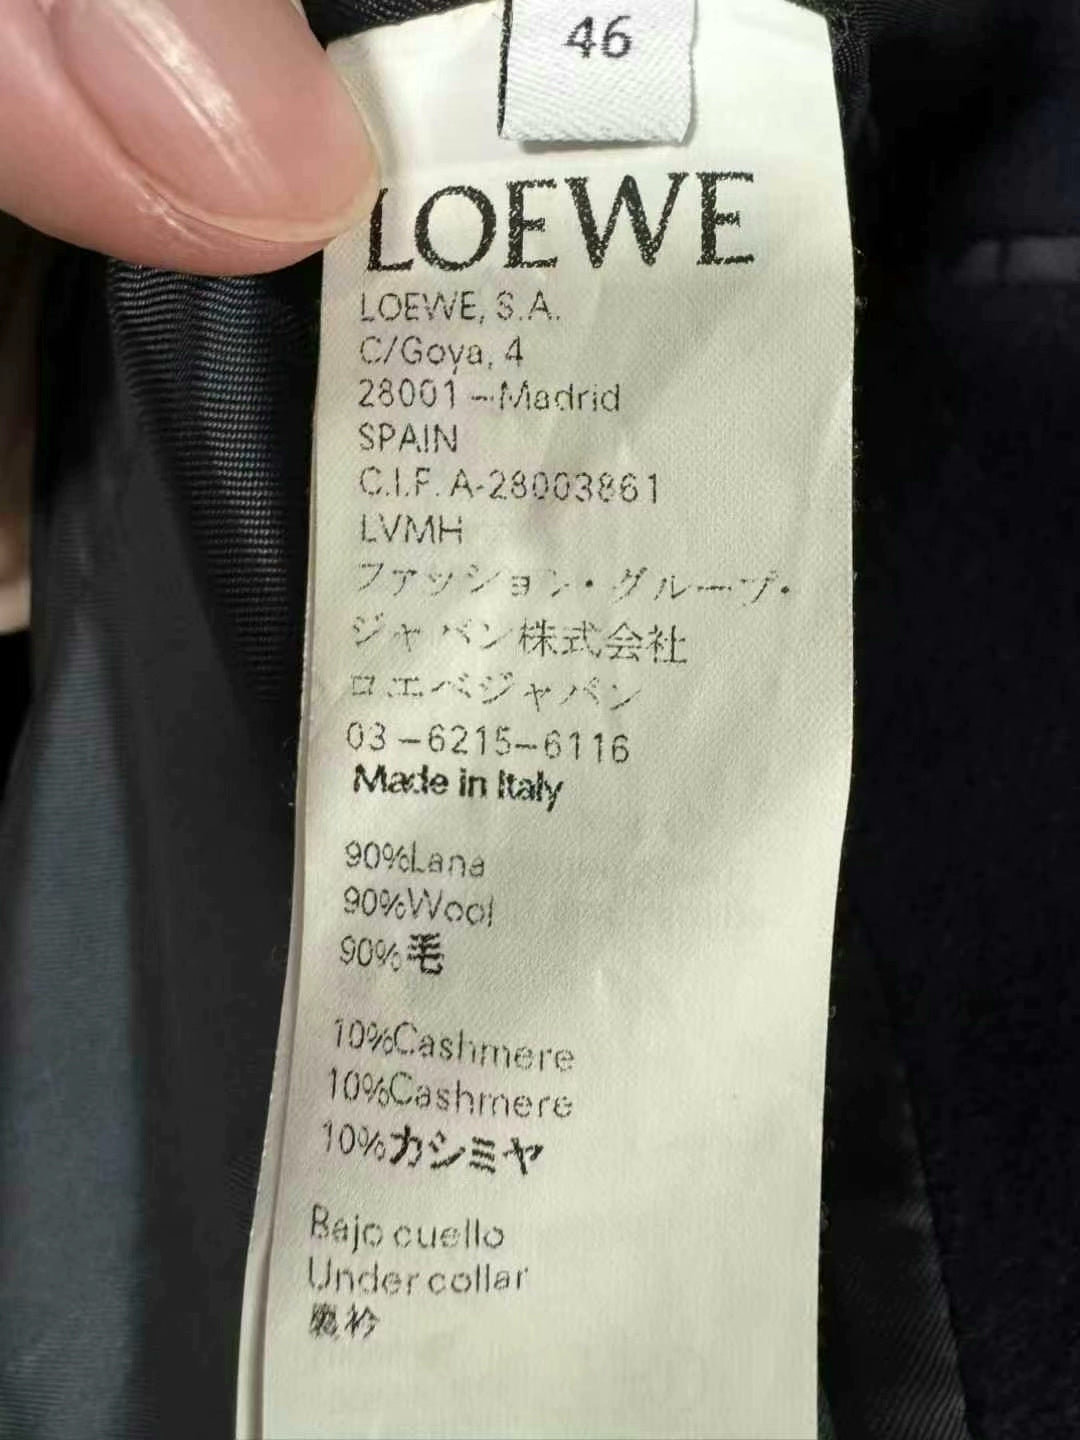 46
LOEWE
LOEWE, S.A.
C/Goya, 4
28001 – Madrid
SPAIN
C.I.F. A-28003861
LVMH
ファッション・グループ・
ジャパン株式会社
ロエベジャパン
03-6215-6116
Made in Italy
90%Lana
90%Wool
90%毛
10%Cashmere
10%Cashmere
10%カシミヤ
Bajo cuello
Under collar
裏衿